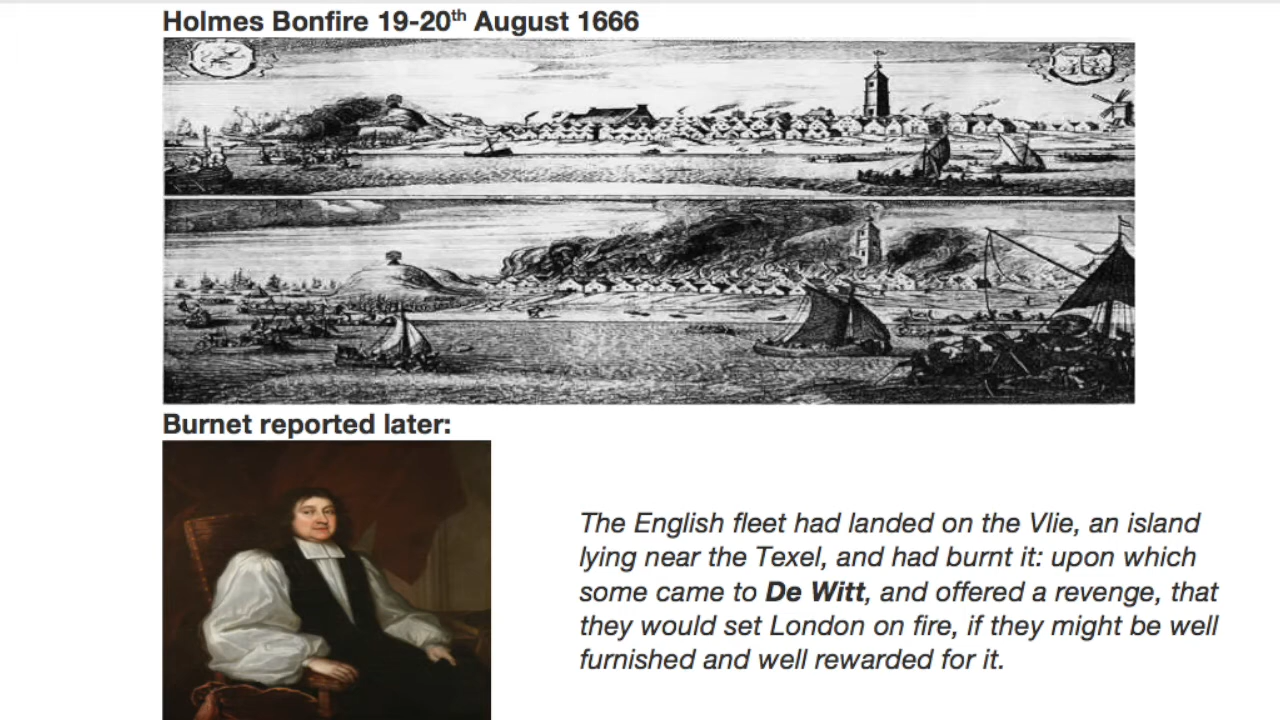 Holmes Bonfire 19-20th August 1666
Burnet reported later:
The English fleet had landed on the Vlie, an island
lying near the Texel, and had burnt it: upon which
some came to De Witt, and offered a revenge, that
they would set London on fire, if they might be well
furnished and well rewarded for it.